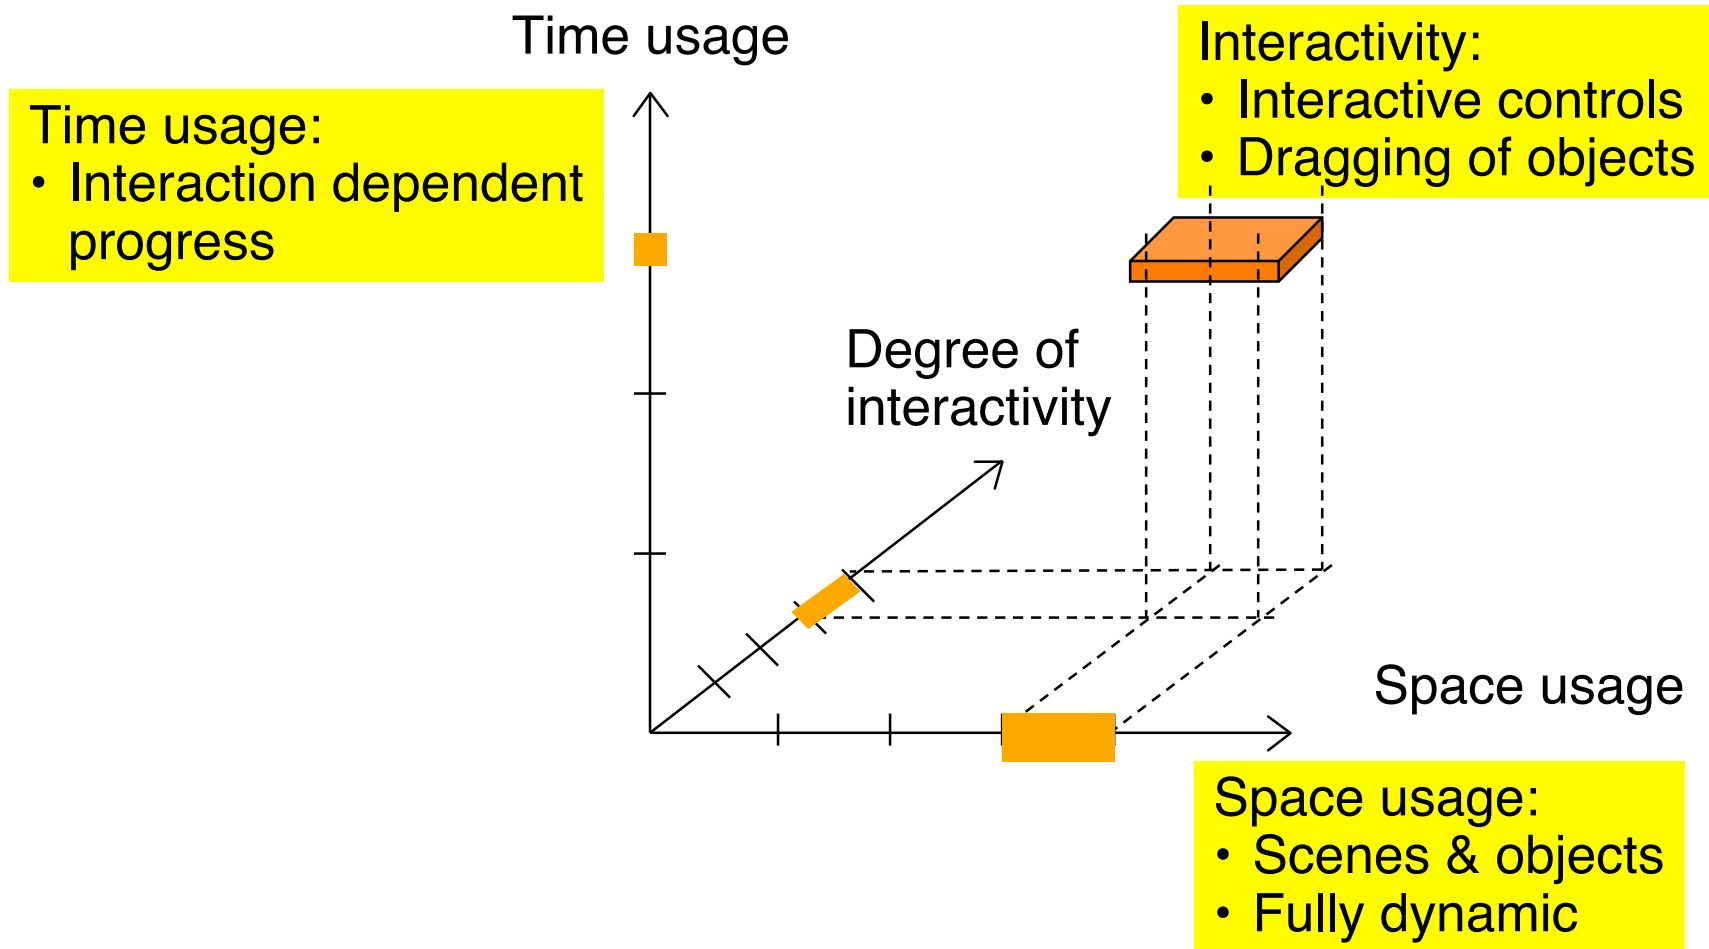 Time usage
Interactivity:
• Interactive controls
• Dragging of objects
Time usage:
• Interaction dependent
progress
Degree of
interactivity
Space usage
Space usage:
• Scenes & objects
• Fully dynamic